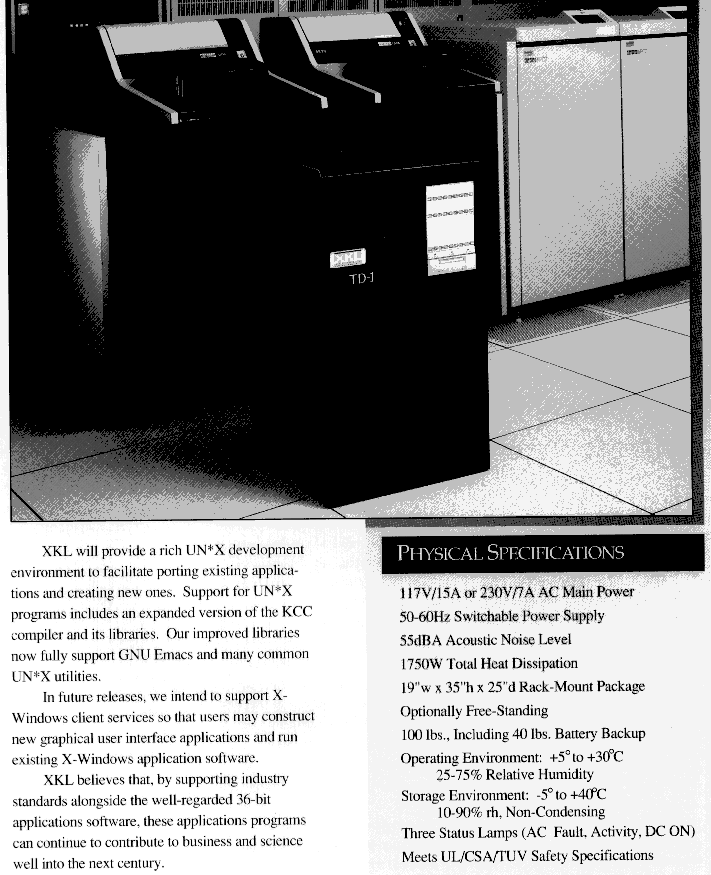 XKL
TD-1
XKL will provide a rich UN*X development
environment to facilitate porting existing applica-
tions and creating new ones. Support for UN*X
programs includes an expanded version of the KCC
compiler and its libraries. Our improved libraries
now fully support GNU Emacs and many common
UN*X utilities.
In future releases, we intend to support X-
Windows client services so that users may construct
new graphical user interface applications and run
existing X-Windows application software.
XKL believes that, by supporting industry
standards alongside the well-regarded 36-bit
applications software, these applications programs
can continue to contribute to business and science
well into the next century.
PHYSICAL SPECIFICATIONS
117V/15A or 230V/7A AC Main Power
50-60Hz Switchable Power Supply
55dBA Acoustic Noise Level
1750W Total Heat Dissipation
19"w x 35"h x 25"d Rack-Mount Package
Optionally Free-Standing
100 lbs., Including 40 lbs. Battery Backup
Operating Environment: +5° to +30°C
25-75% Relative Humidity
Storage Environment: -5° to +40°C
10-90% rh, Non-Condensing
Three Status Lamps (AC Fault, Activity, DC ON)
Meets UL/CSA/TUV Safety Specifications